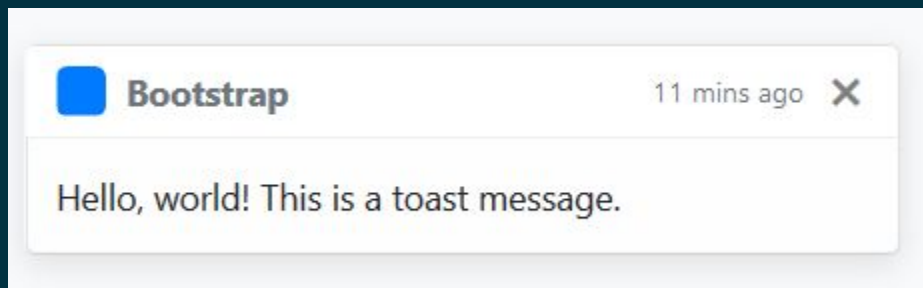 Bootstrap 11 mins ago ×
Hello, world! This is a toast message.